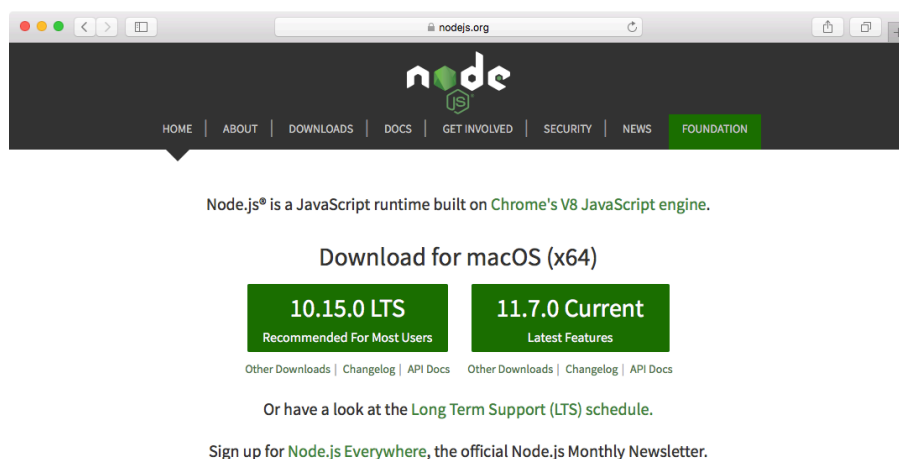 nodejs.org
node
JS
HOME | ABOUT | DOWNLOADS | DOCS | GET INVOLVED | SECURITY | NEWS FOUNDATION
Node.js® is a JavaScript runtime built on Chrome's V8 JavaScript engine.
Download for macOS (x64)
10.15.0 LTS 11.7.0 Current
Recommended For Most Users Latest Features
Other Downloads | Changelog | API Docs Other Downloads | Changelog | API Docs
Or have a look at the Long Term Support (LTS) schedule.
Sign up for Node.js Everywhere, the official Node.js Monthly Newsletter.